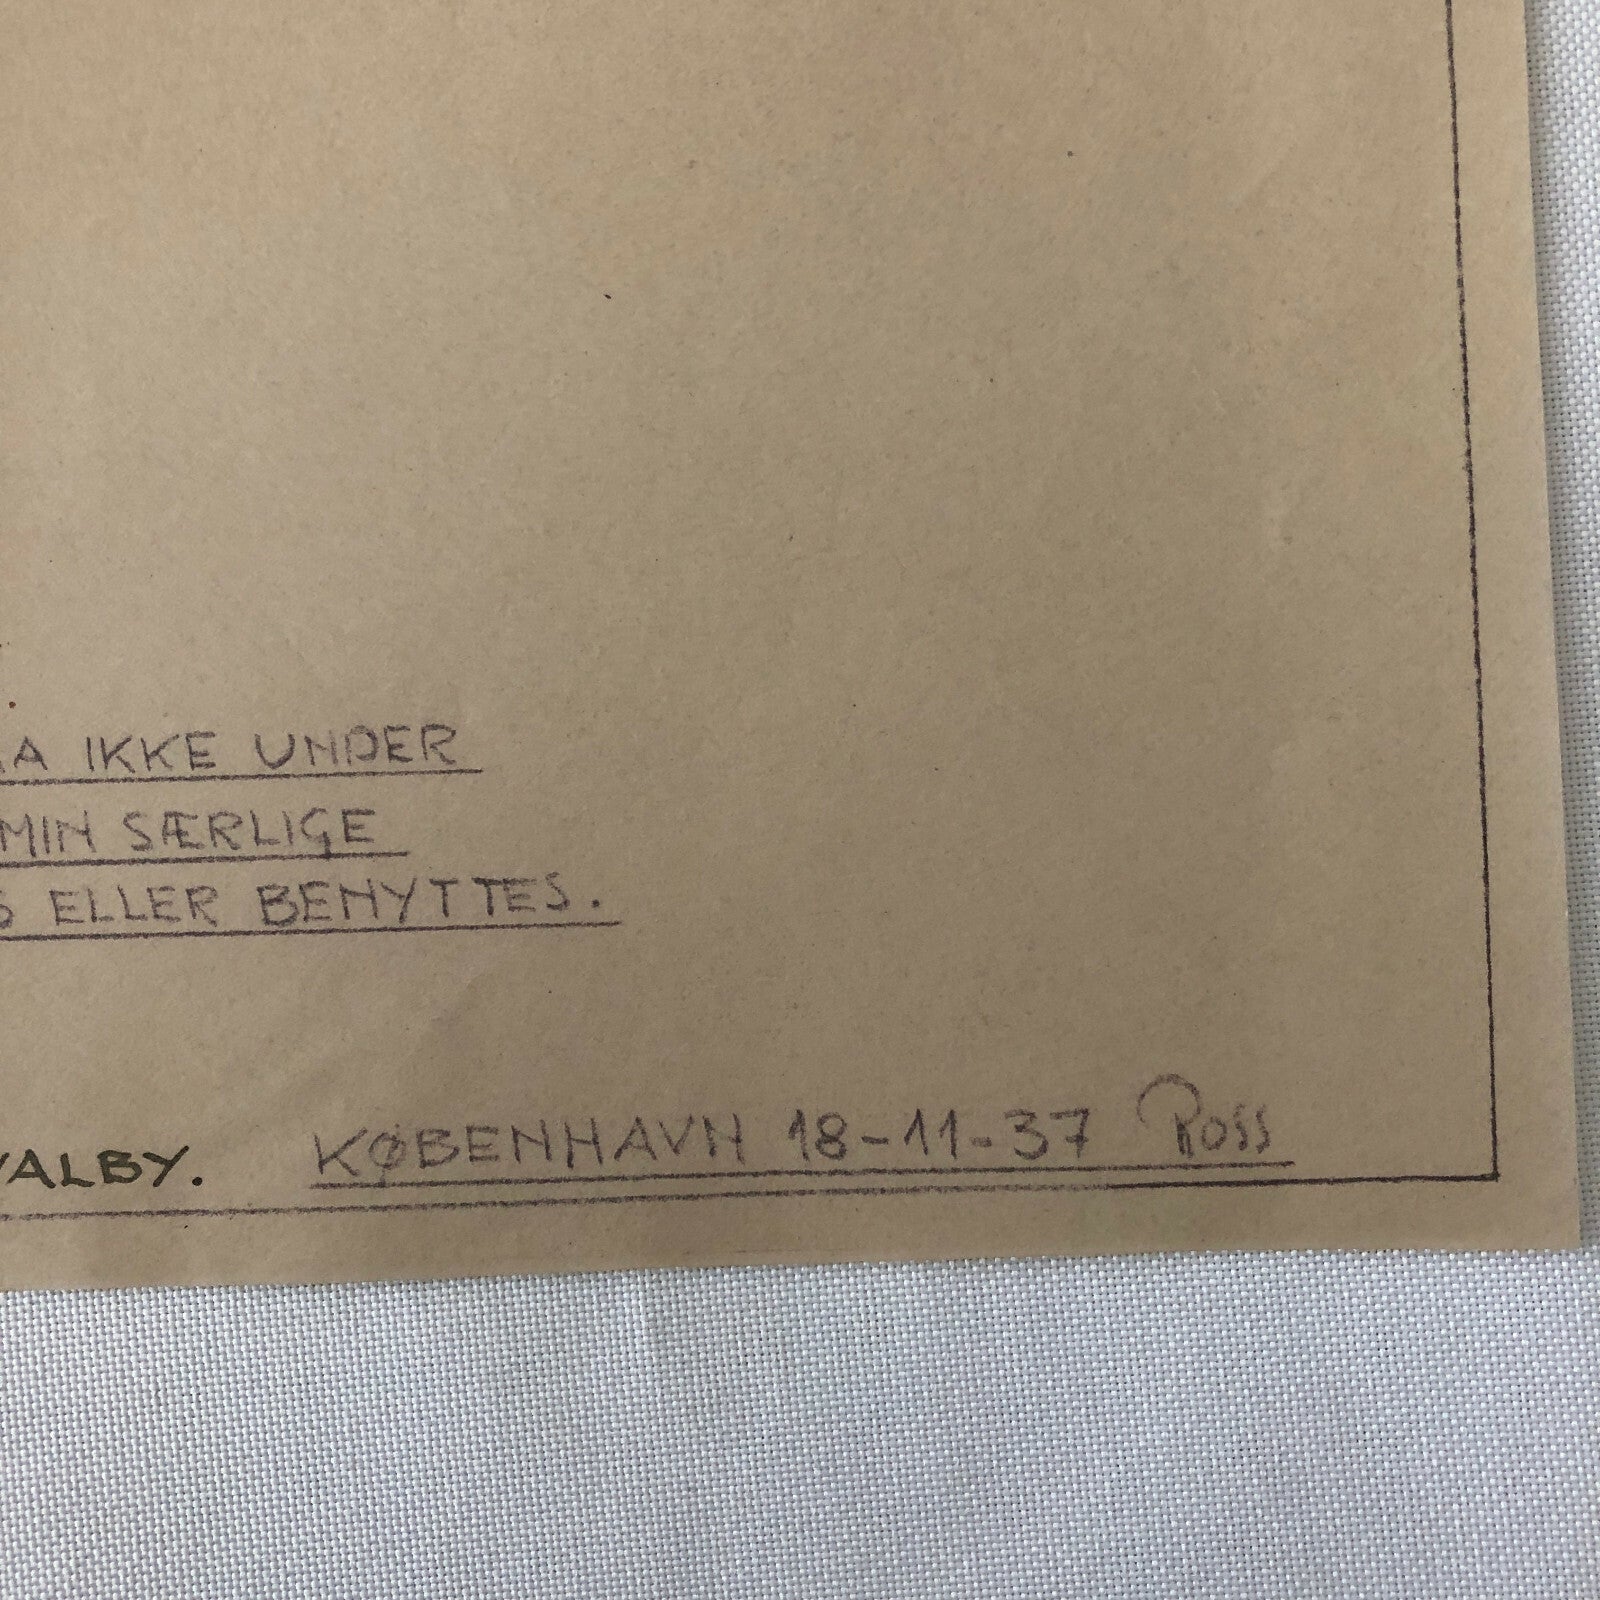 IKKE UNDER
MIN SÆRLIGE
ELLER BENYTTES.
VALBY. KØBENHAVN 18-11-37 Ross